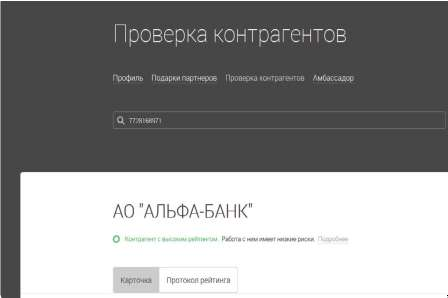 Проверка контрагентов
Профиль Подарки партнеров Проверка контрагентов Амбассадор
7728168971
АО "АЛЬФА-БАНК"
Контрагент с высоким рейтингом. Работа с ним имеет низкие риски. Подробнее
Карточка Протокол рейтинга